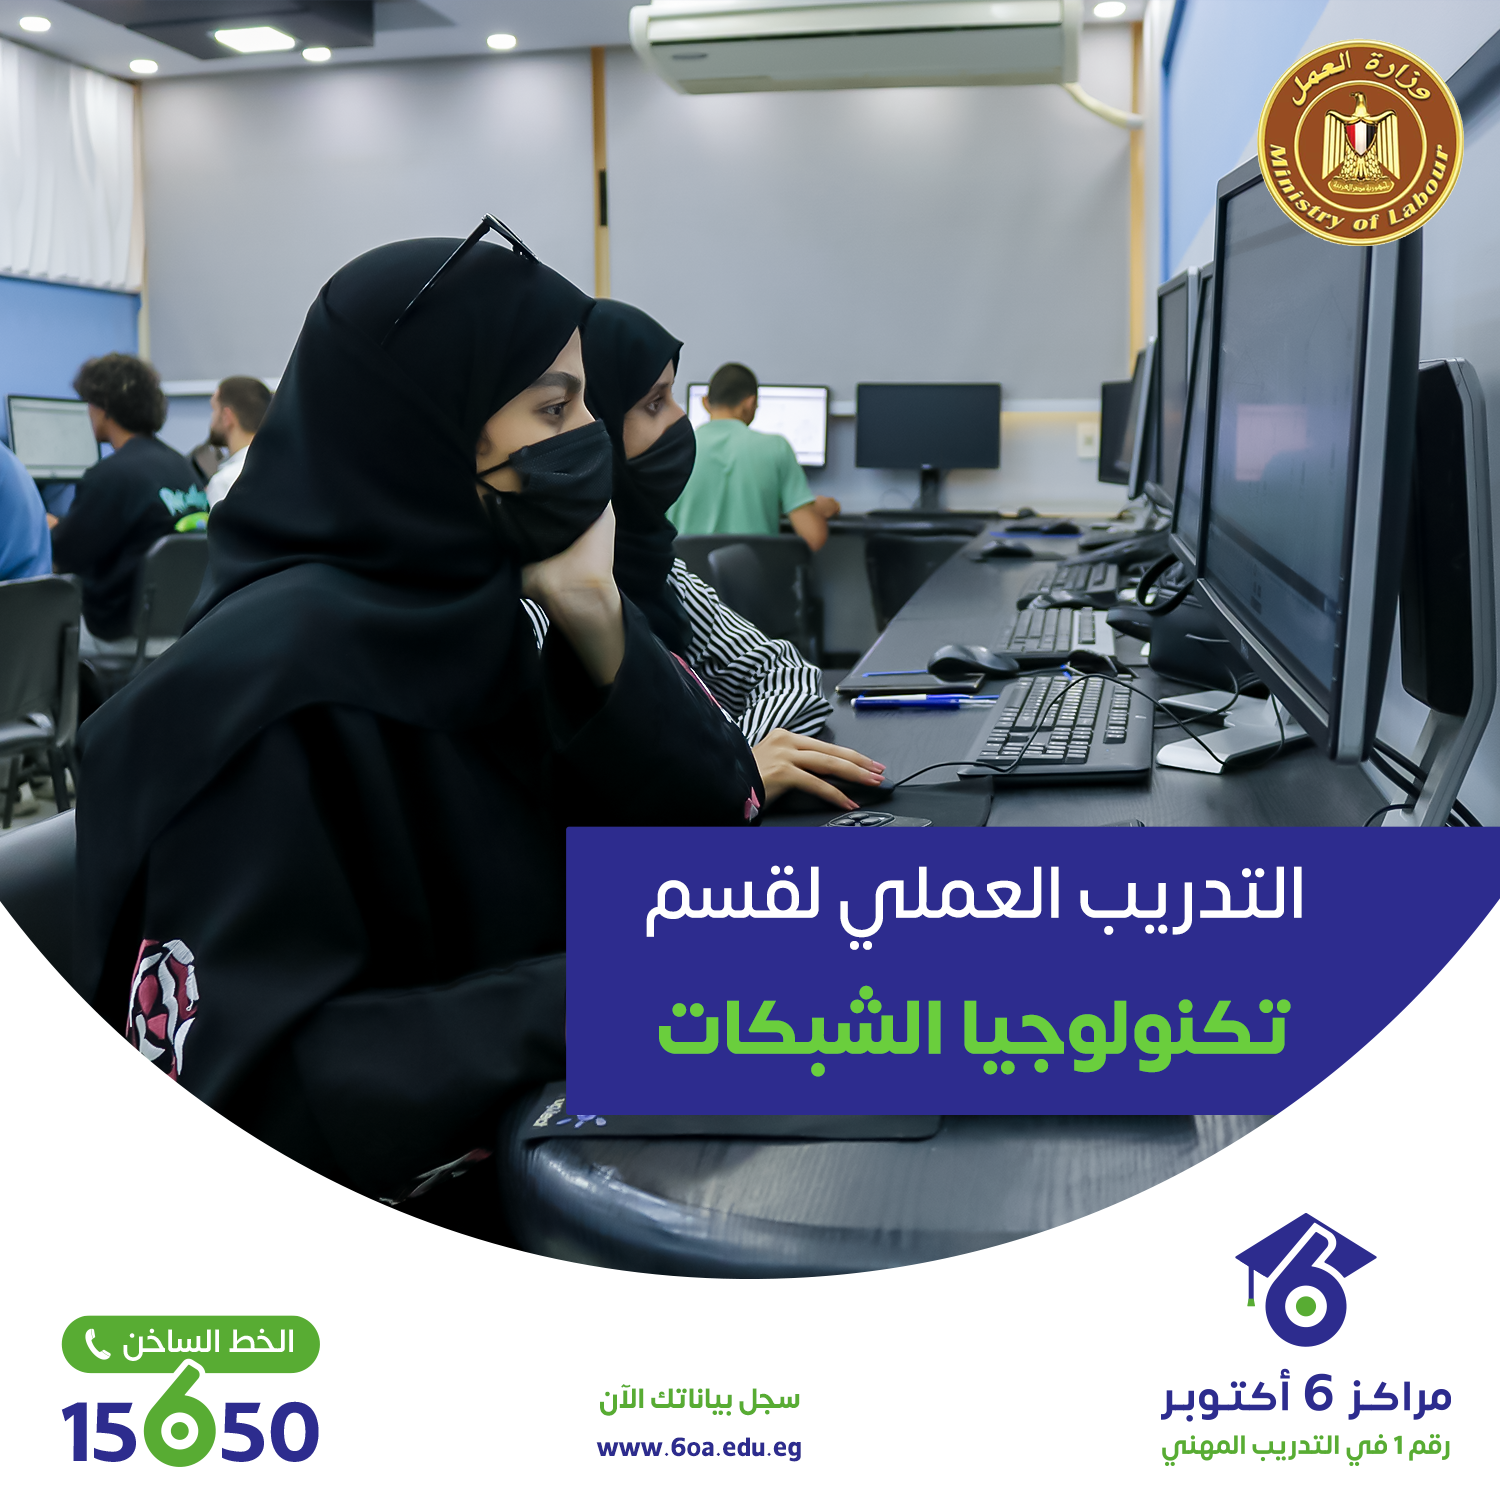 وزارة العمل
Ministry of Labour
التدريب العملي لقسم
تكنولوجيا الشبكات
الخط الساخن
15650
سجل بياناتك الآن
www.6oa.edu.eg
مراكز 6 أكتوبر
رقم 1 في التدريب المهني